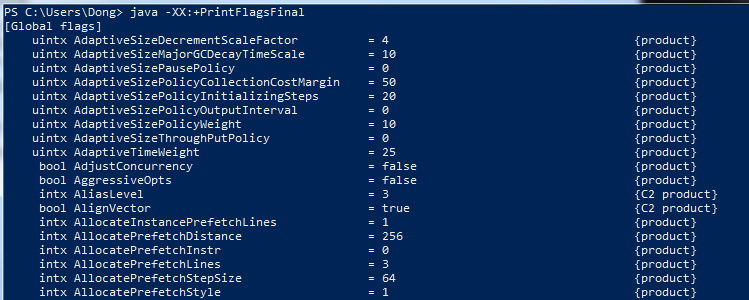 PS C:\Users\Dong> java -XX:+PrintFlagsFinal
[Global flags]
uintx AdaptiveSizeDecrementScaleFactor = 4 {product}
uintx AdaptiveSizeMajorGCDecayTimeScale = 10 {product}
uintx AdaptiveSizePausePolicy = 0 {product}
uintx AdaptiveSizePolicyCollectionCostMargin = 50 {product}
uintx AdaptiveSizePolicyInitializingSteps = 20 {product}
uintx AdaptiveSizePolicyOutputInterval = 0 {product}
uintx AdaptiveSizePolicyWeight = 10 {product}
uintx AdaptiveSizeThroughPutPolicy = 0 {product}
uintx AdaptiveTimeWeight = 25 {product}
bool AdjustConcurrency = false {product}
bool AggressiveOpts = false {product}
intx AliasLevel = 3 {C2 product}
bool AlignVector = true {C2 product}
intx AllocateInstancePrefetchLines = 1 {product}
intx AllocatePrefetchDistance = 256 {product}
intx AllocatePrefetchInstr = 0 {product}
intx AllocatePrefetchLines = 3 {product}
intx AllocatePrefetchStepSize = 64 {product}
intx AllocatePrefetchStyle = 1 {product}